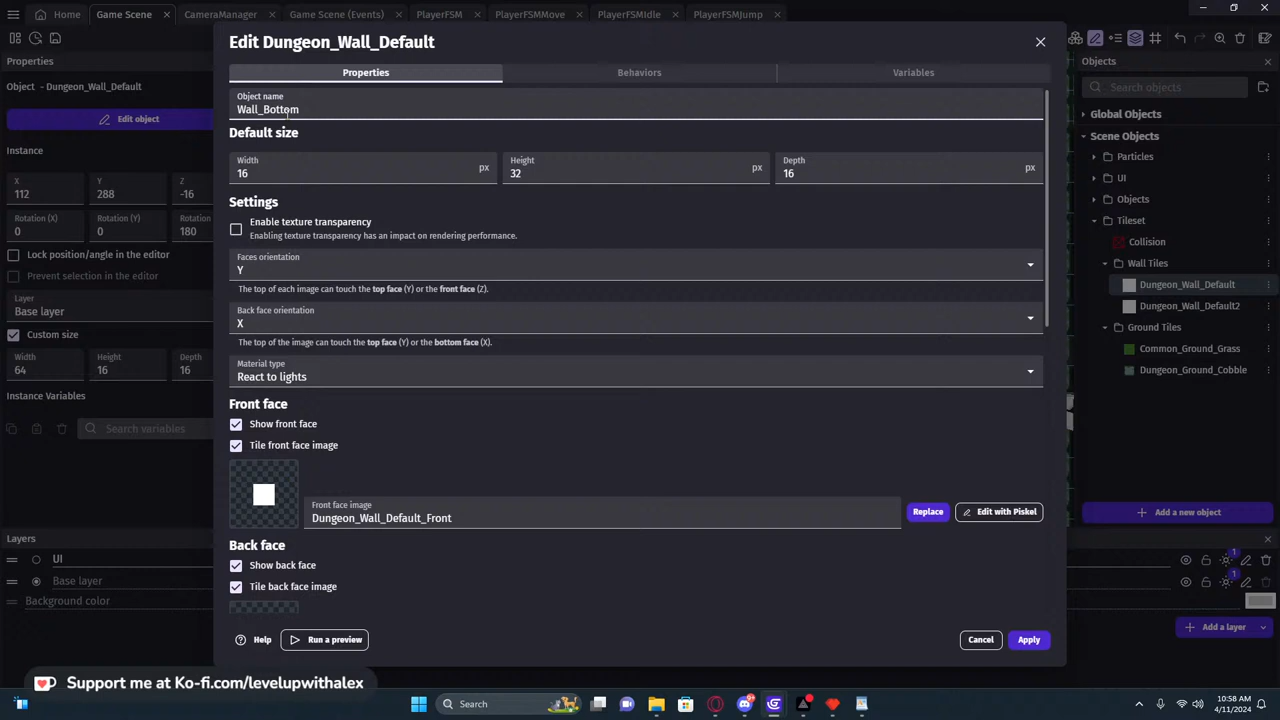 Home
Game Scene
CameraManager
Game Scene (Events)
PlayerFSM
PlayerFSMMove
PlayerFSMIdle
PlayerFSMJump
Properties
Object - Dungeon_Wall_Default
Edit object
Instance
X
112
Y
288
Z
-16
Rotation (X)
0
Rotation (Y)
0
Rotation
180
Lock position/angle in the editor
Prevent selection in the editor
Layer
Base layer
Custom size
Width
64
Height
16
Depth
16
Instance Variables
Search variables
Layers
UI
Base layer
Background color
Edit Dungeon_Wall_Default
Properties
Behaviors
Variables
Object name
Wall_Bottom
Default size
Width
16 px
Height
32 px
Depth
16 px
Settings
Enable texture transparency
Enabling texture transparency has an impact on rendering performance.
Faces orientation
Y
The top of each image can touch the top face (Y) or the front face (Z).
Back face orientation
X
The top of the image can touch the top face (Y) or the bottom face (X).
Material type
React to lights
Front face
Show front face
Tile front face image
Front face image
Dungeon_Wall_Default_Front
Replace
Edit with Piskel
Back face
Show back face
Tile back face image
Help
Run a preview
Cancel
Apply
Objects
Search objects
Global Objects
Scene Objects
Particles
UI
Objects
Tileset
Collision
Wall Tiles
Dungeon_Wall_Default
Dungeon_Wall_Default2
Ground Tiles
Common_Ground_Grass
Dungeon_Ground_Cobble
Add a new object
1
1
Add a layer
Support me at Ko-fi.com/levelupwithalex
Search
10:58 AM
4/11/2024